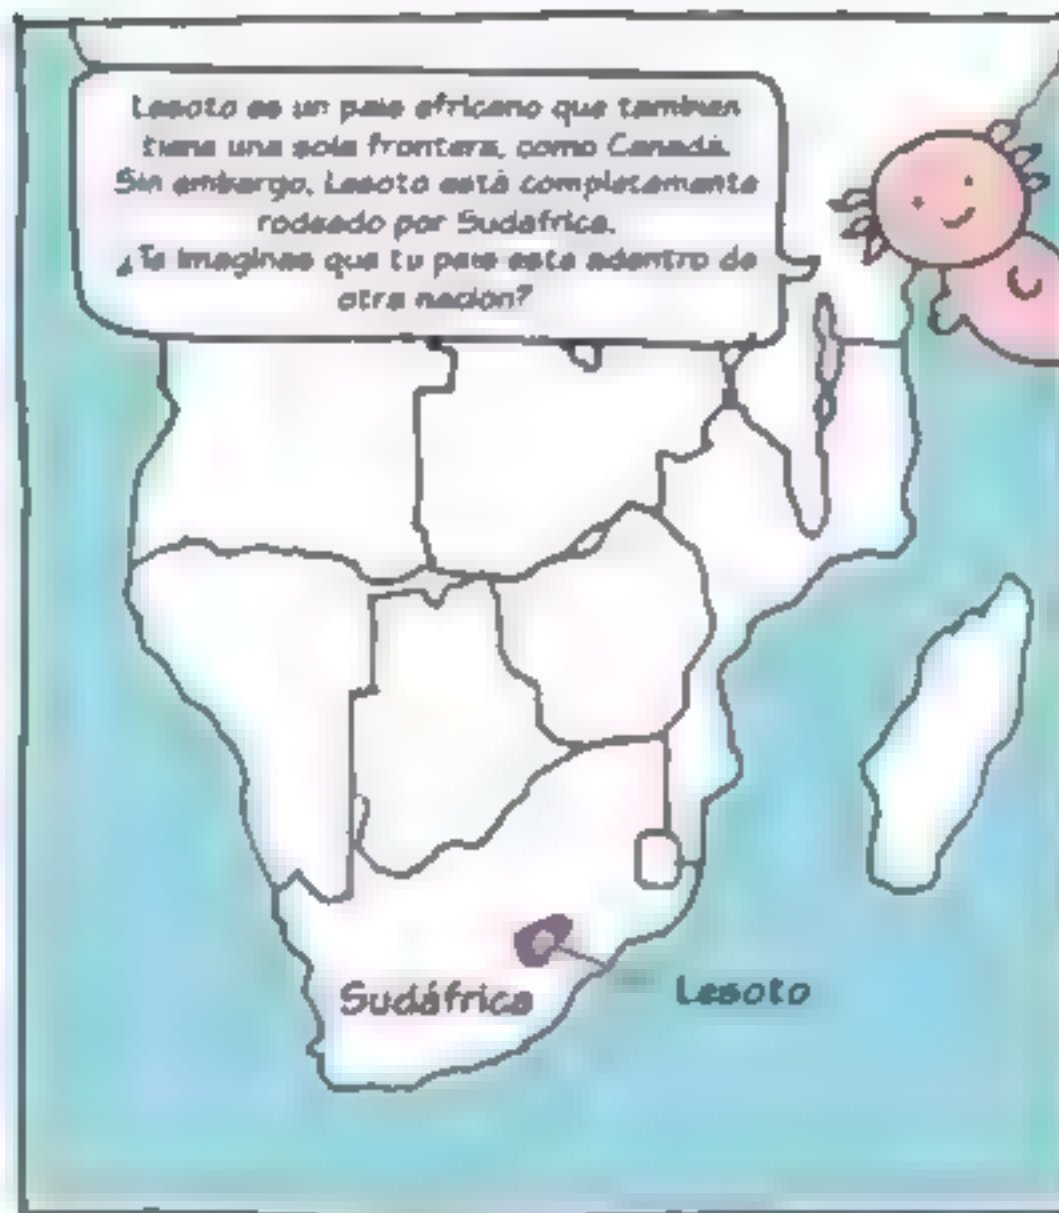 Lesoto es un país africano que también
tiene una sola frontera, como Canadá.
Sin embargo, Lesoto está completamente
rodeado por Sudáfrica.
¿Te imaginas que tu país esta adentro de
otra nación?
Sudáfrica
Lesoto